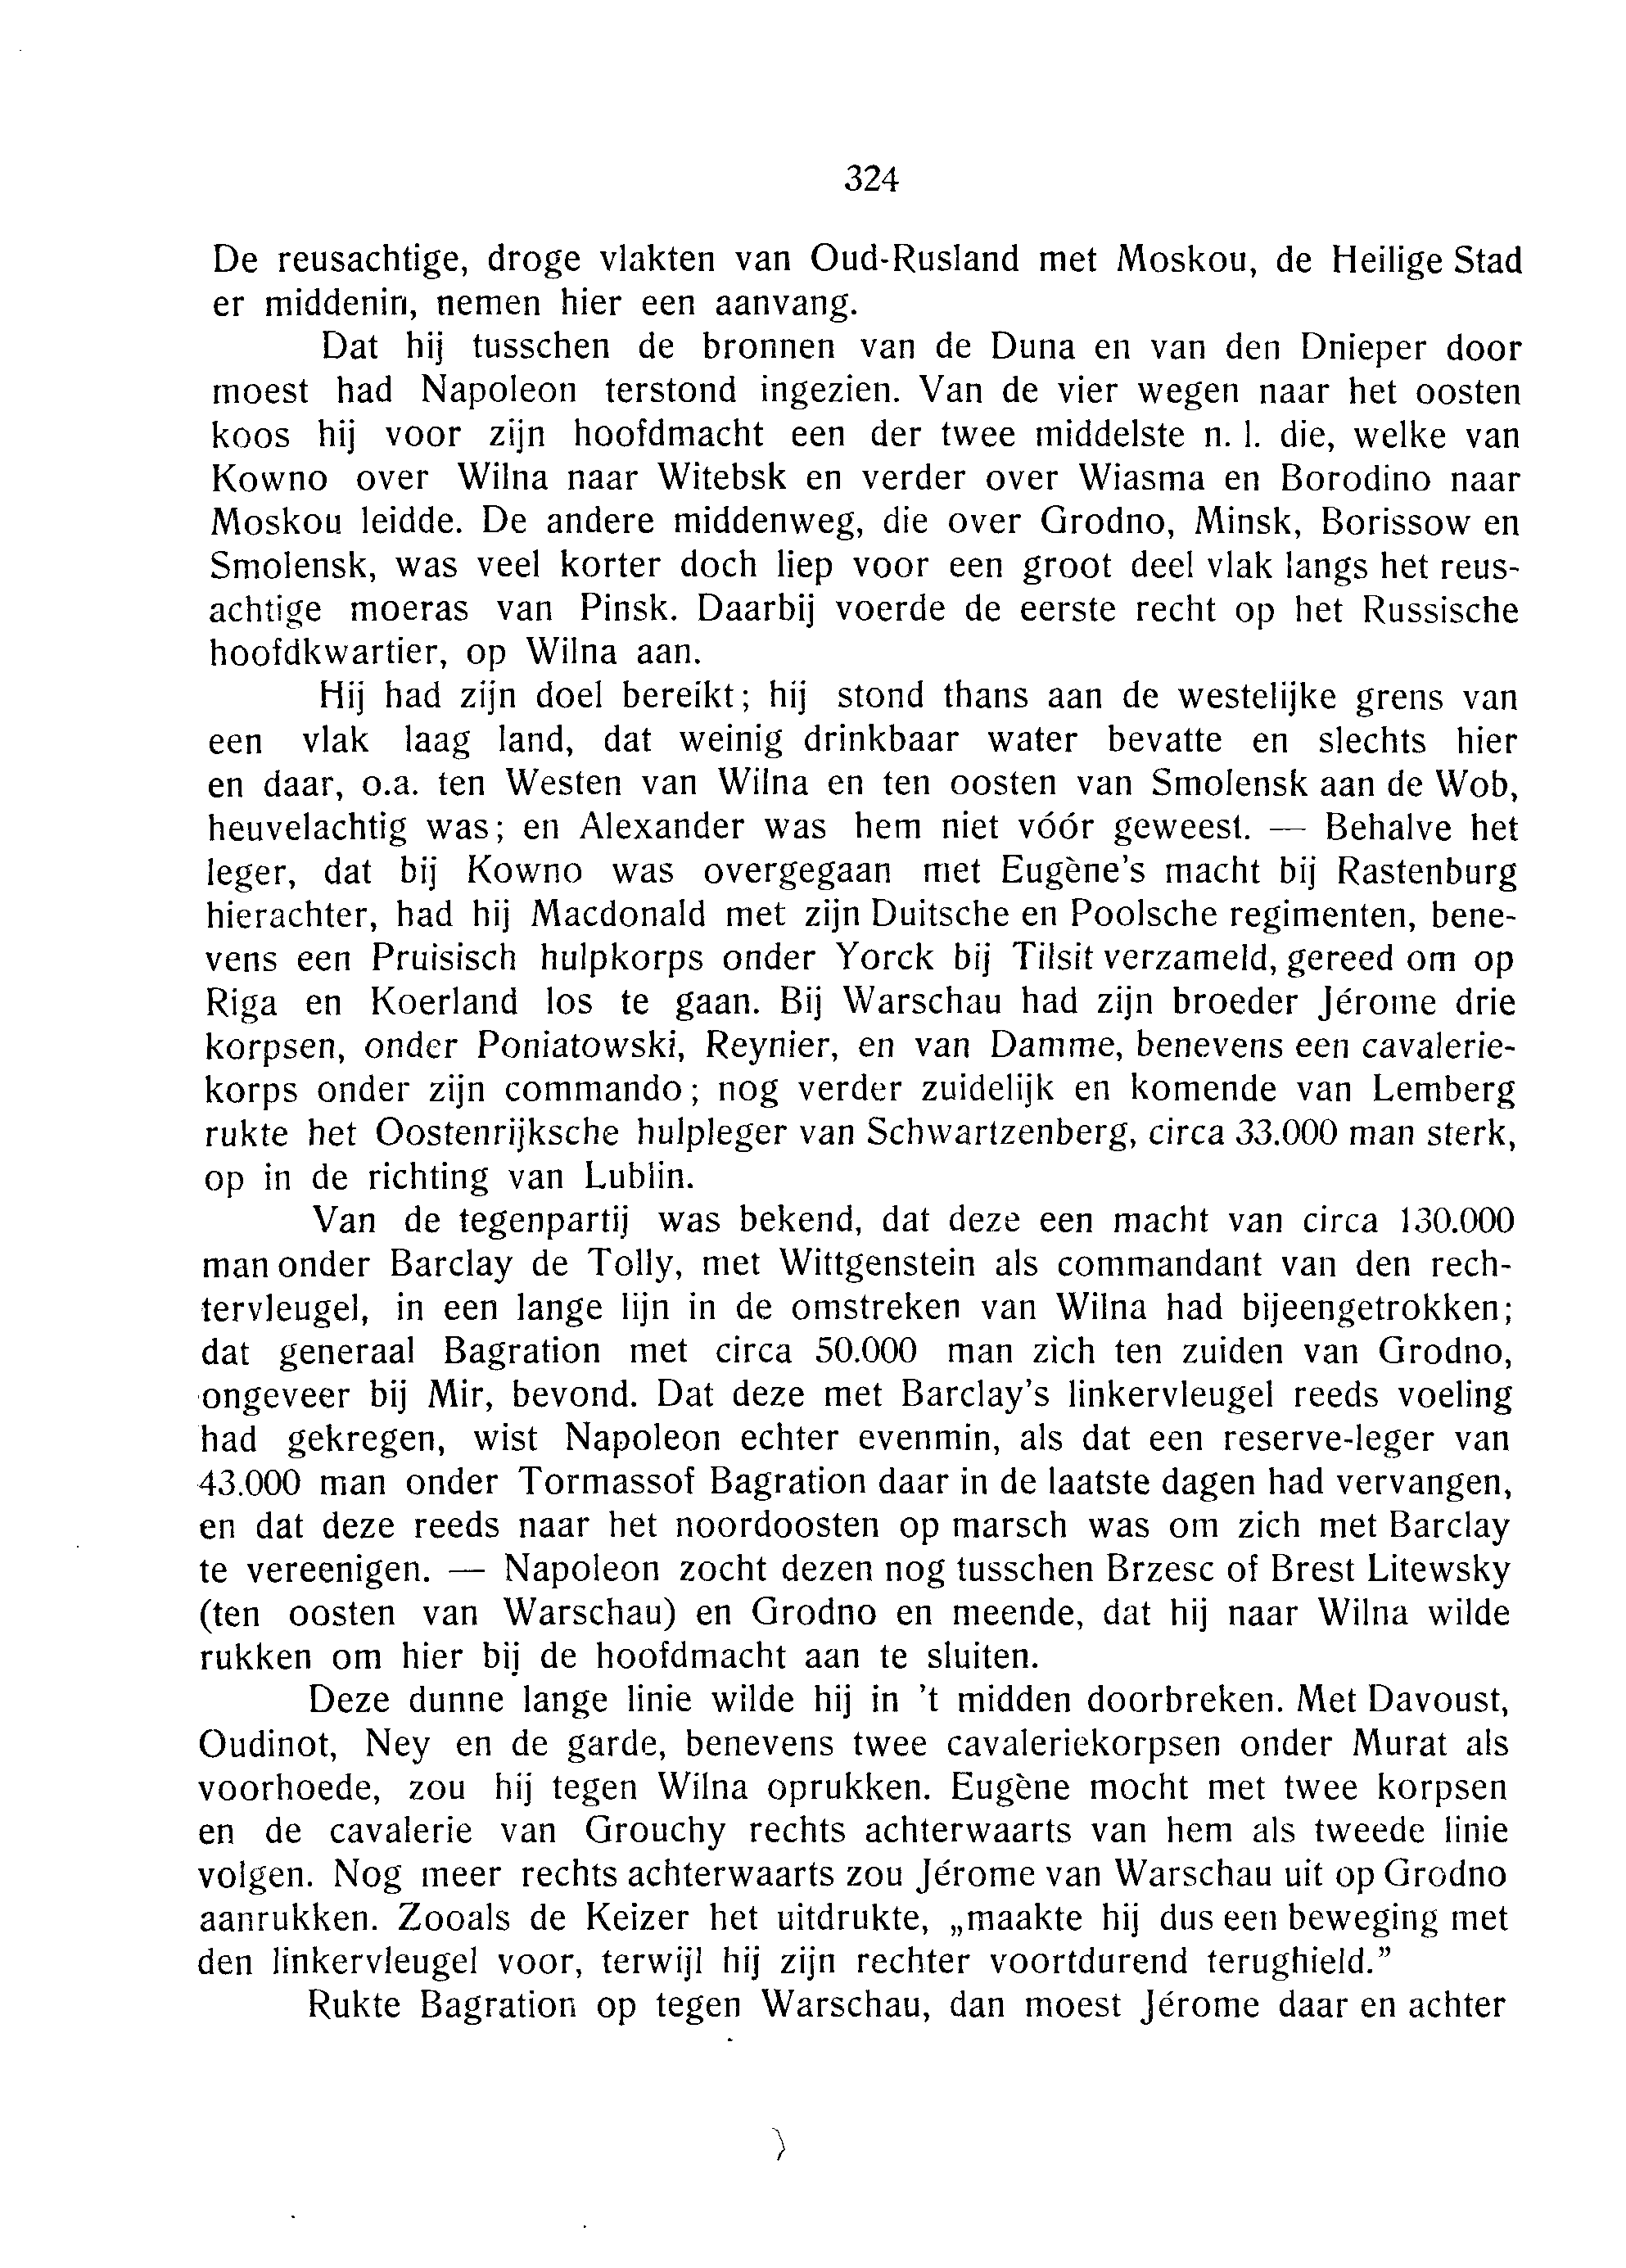 324
De reusachtige, droge vlakten van Oud-Rusland met Moskou, de Heilige Stad
er middenin, nemen hier een aanvang.
Dat hij tusschen de bronnen van de Duna en van den Dnieper door
moest had Napoleon terstond ingezien. Van de vier wegen naar het oosten
koos hij voor zijn hoofdmacht een der twee middelste n. l. die, welke van
Kowno over Wilna naar Witebsk en verder over Wiasma en Borodino naar
Moskou leidde. De andere middenweg, die over Grodno, Minsk, Borissow en
Smolensk, was veel korter doch liep voor een groot deel vlak langs het reus-
achtige moeras van Pinsk. Daarbij voerde de eerste recht op het Russische
hoofdkwartier, op Wilna aan.
Hij had zijn doel bereikt; hij stond thans aan de westelijke grens van
een vlak laag land, dat weinig drinkbaar water bevatte en slechts hier
en daar, o.a. ten Westen van Wilna en ten oosten van Smolensk aan de Wob,
heuvelachtig was; en Alexander was hem niet vóór geweest. — Behalve het
leger, dat bij Kowno was overgegaan met Eugène's macht bij Rastenburg
hierachter, had hij Macdonald met zijn Duitsche en Poolsche regimenten, bene-
vens een Pruisisch hulpkorps onder Yorck bij Tilsit verzameld, gereed om op
Riga en Koerland los te gaan. Bij Warschau had zijn broeder Jérome drie
korpsen, onder Poniatowski, Reynier, en van Damme, benevens een cavalerie-
korps onder zijn commando; nog verder zuidelijk en komende van Lemberg
rukte het Oostenrijksche hulpleger van Schwartzenberg, circa 33.000 man sterk,
op in de richting van Lublin.
Van de tegenpartij was bekend, dat deze een macht van circa 130.000
man onder Barclay de Tolly, met Wittgenstein als commandant van den rech-
tervleugel, in een lange lijn in de omstreken van Wilna had bijeengetrokken;
dat generaal Bagration met circa 50.000 man zich ten zuiden van Grodno,
ongeveer bij Mir, bevond. Dat deze met Barclay's linkervleugel reeds voeling
had gekregen, wist Napoleon echter evenmin, als dat een reserve-leger van
43.000 man onder Tormassof Bagration daar in de laatste dagen had vervangen,
en dat deze reeds naar het noordoosten op marsch was om zich met Barclay
te vereenigen. — Napoleon zocht dezen nog tusschen Brzesc of Brest Litewsky
(ten oosten van Warschau) en Grodno en meende, dat hij naar Wilna wilde
rukken om hier bij de hoofdmacht aan te sluiten.
Deze dunne lange linie wilde hij in 't midden doorbreken. Met Davoust,
Oudinot, Ney en de garde, benevens twee cavaleriekorpsen onder Murat als
voorhoede, zou hij tegen Wilna oprukken. Eugène mocht met twee korpsen
en de cavalerie van Grouchy rechts achterwaarts van hem als tweede linie
volgen. Nog meer rechts achterwaarts zou Jérome van Warschau uit op Grodno
aanrukken. Zooals de Keizer het uitdrukte, „maakte hij dus een beweging met
den linkervleugel voor, terwijl hij zijn rechter voortdurend terughield.”
Rukte Bagration op tegen Warschau, dan moest Jérome daar en achter